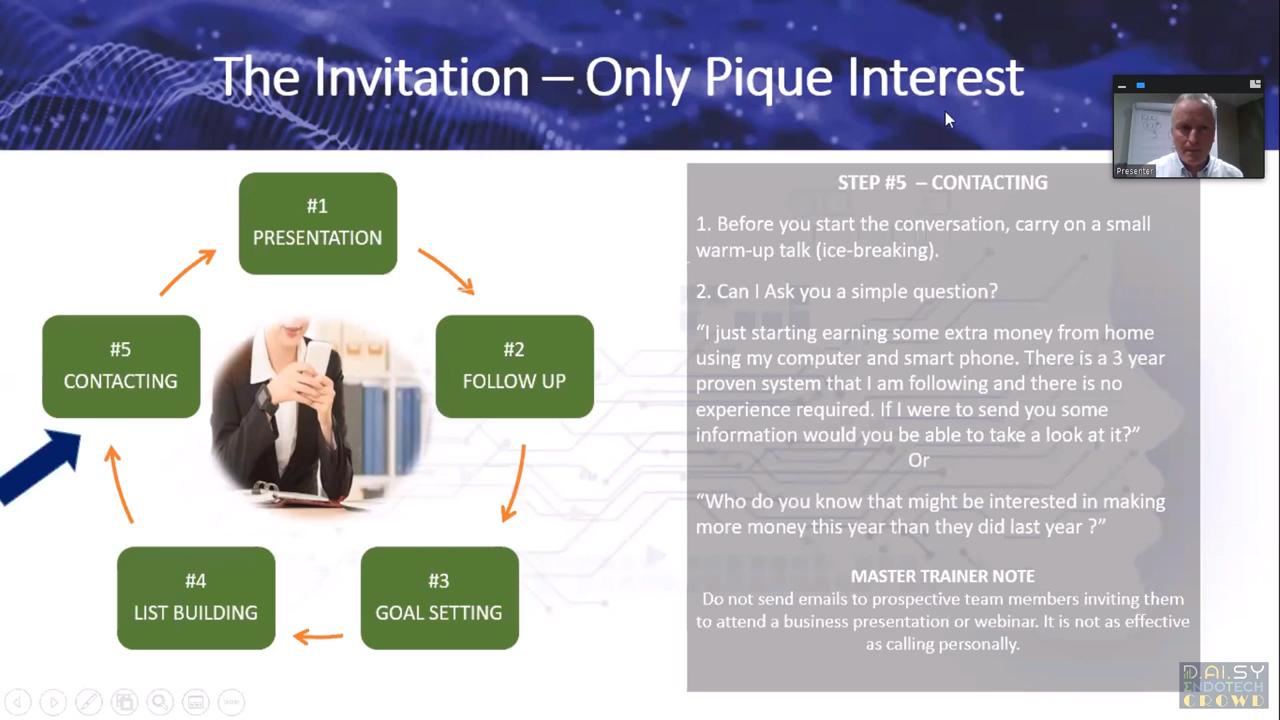 The Invitation – Only Pique Interest
Presenter
#1
PRESENTATION
#2
FOLLOW UP
#3
GOAL SETTING
#4
LIST BUILDING
#5
CONTACTING
STEP #5 – CONTACTING
1. Before you start the conversation, carry on a small
warm-up talk (ice-breaking).
2. Can I Ask you a simple question?
“I just starting earning some extra money from home
using my computer and smart phone. There is a 3 year
proven system that I am following and there is no
experience required. If I were to send you some
information would you be able to take a look at it?”
Or
“Who do you know that might be interested in making
more money this year than they did last year ?”
MASTER TRAINER NOTE
Do not send emails to prospective team members inviting them
to attend a business presentation or webinar. It is not as effective
as calling personally.
D.AI.SY
ENDOTECH
CROWD